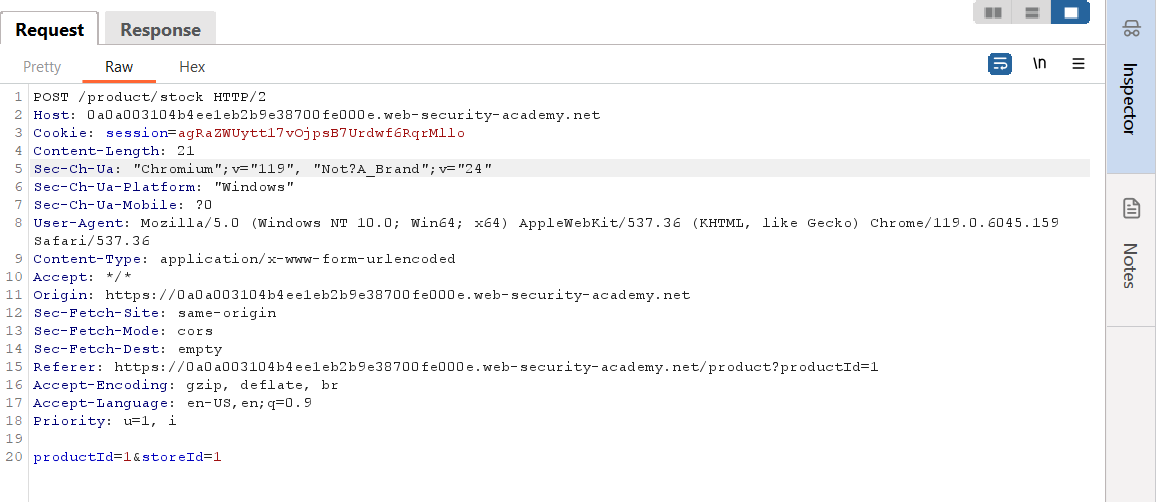 Request
Response
Pretty
Raw
Hex
\n
1 POST /product/stock HTTP/2
2 Host: 0a0a003104b4ee1eb2b9e38700fe000e.web-security-academy.net
3 Cookie: session=agRaZWUytt17vOjpsB7Urdwf6RqrMllo
4 Content-Length: 21
5 Sec-Ch-Ua: "Chromium";v="119", "Not?A_Brand";v="24"
6 Sec-Ch-Ua-Platform: "Windows"
7 Sec-Ch-Ua-Mobile: ?0
8 User-Agent: Mozilla/5.0 (Windows NT 10.0; Win64; x64) AppleWebKit/537.36 (KHTML, like Gecko) Chrome/119.0.6045.159
Safari/537.36
9 Content-Type: application/x-www-form-urlencoded
10 Accept: */*
11 Origin: https://0a0a003104b4ee1eb2b9e38700fe000e.web-security-academy.net
12 Sec-Fetch-Site: same-origin
13 Sec-Fetch-Mode: cors
14 Sec-Fetch-Dest: empty
15 Referer: https://0a0a003104b4ee1eb2b9e38700fe000e.web-security-academy.net/product?productId=1
16 Accept-Encoding: gzip, deflate, br
17 Accept-Language: en-US,en;q=0.9
18 Priority: u=1, i
19
20 productId=1&storeId=1
Inspector
Notes